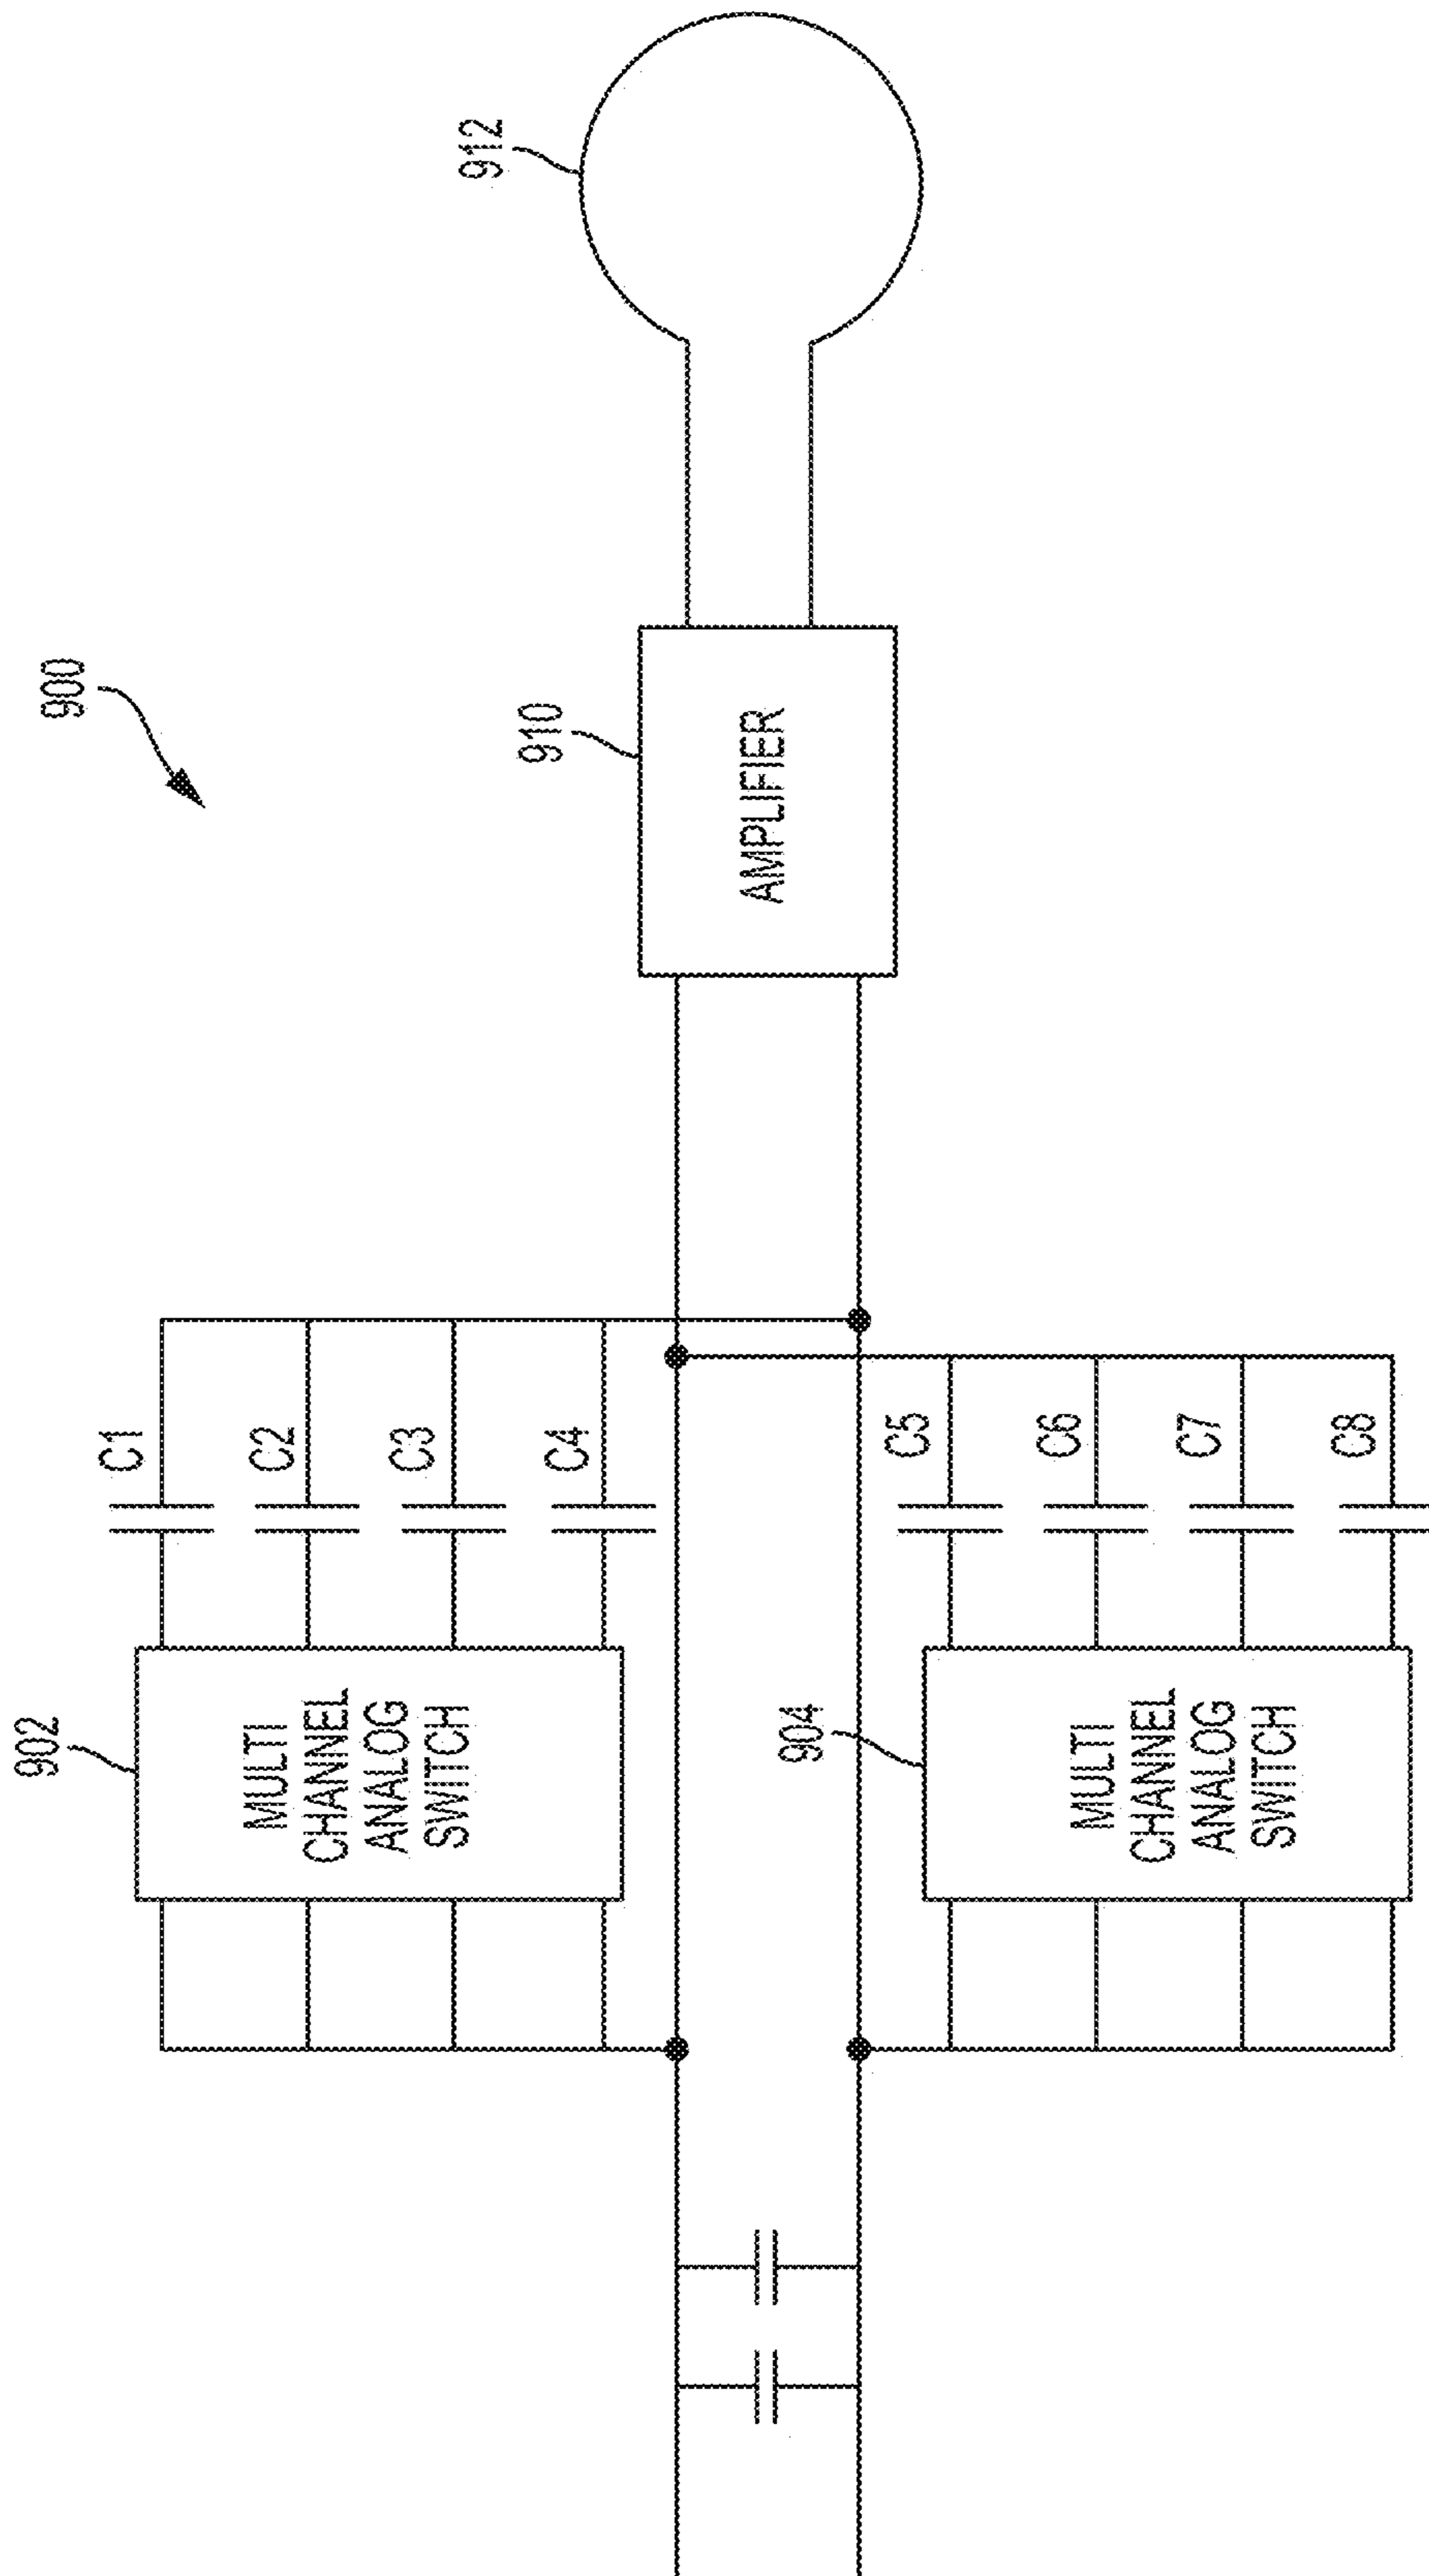 900
912
910
AMPLIFIER
C1
C2
C3
C4
C5
C6
C7
C8
902
MULTI
CHANNEL
ANALOG
SWITCH
904
MULTI
CHANNEL
ANALOG
SWITCH